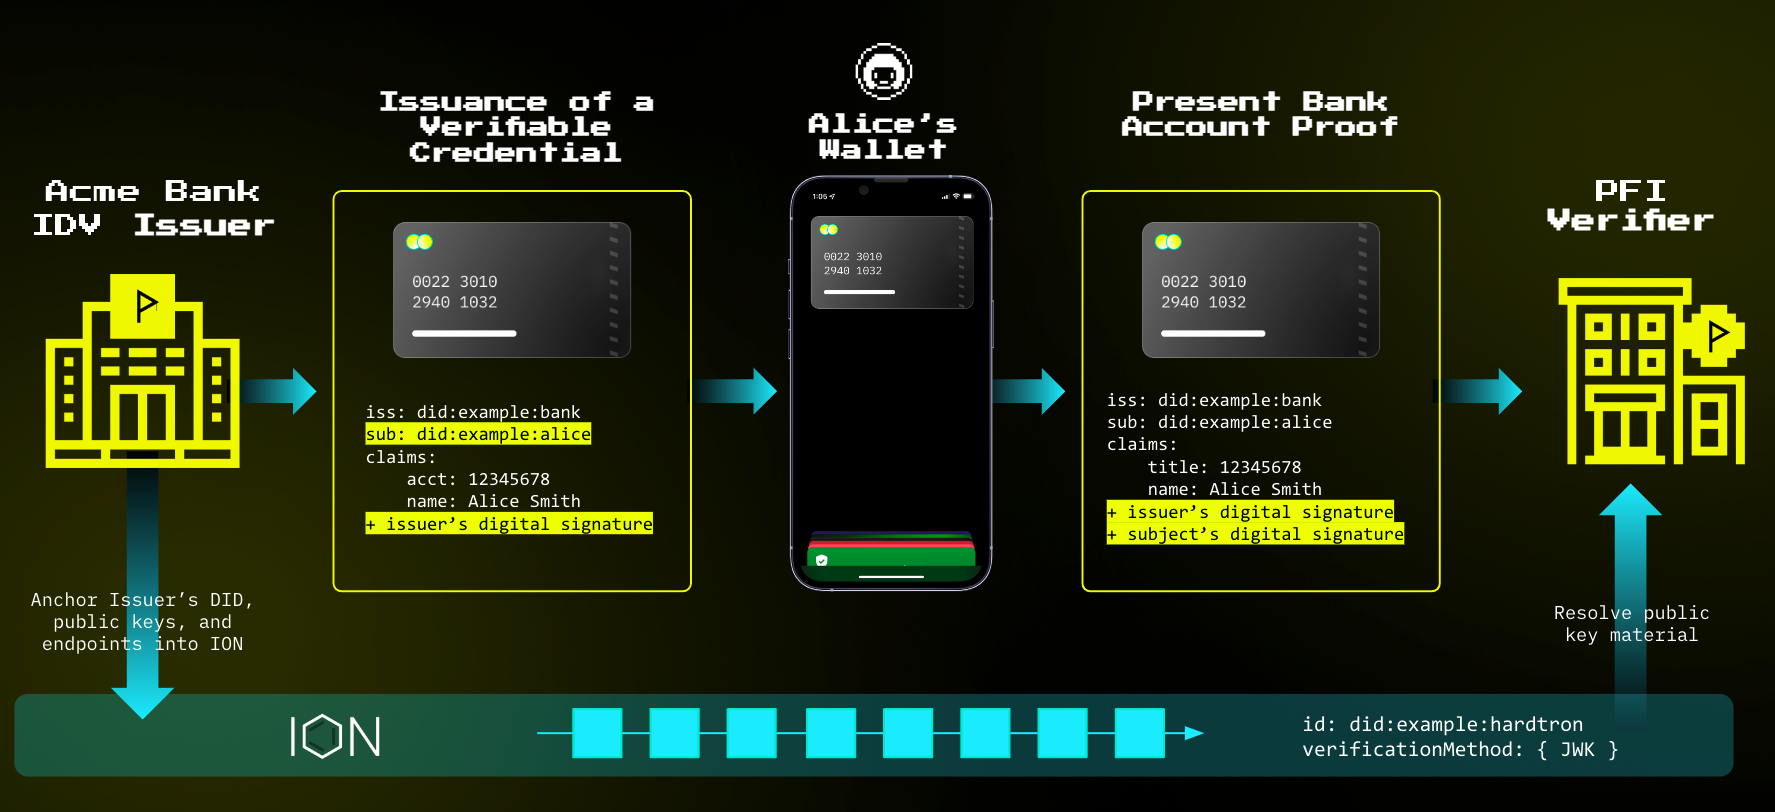 Acme Bank
IDV Issuer
Anchor Issuer's DID,
public keys, and
endpoints into ION
Issuance of a
Verifiable
Credential
0022 3010
2940 1032
iss: did:example:bank
sub: did:example:alice
claims:
acct: 12345678
name: Alice Smith
+ issuer’s digital signature
Alice’s
Wallet
1:05
0022 3010
2940 1032
Present Bank
Account Proof
0022 3010
2940 1032
iss: did:example:bank
sub: did:example:alice
claims:
title: 12345678
name: Alice Smith
+ issuer’s digital signature
+ subject’s digital signature
PFI
Verifier
Resolve public
key material
ION
id: did:example:hardtron
verificationMethod: { JWK }